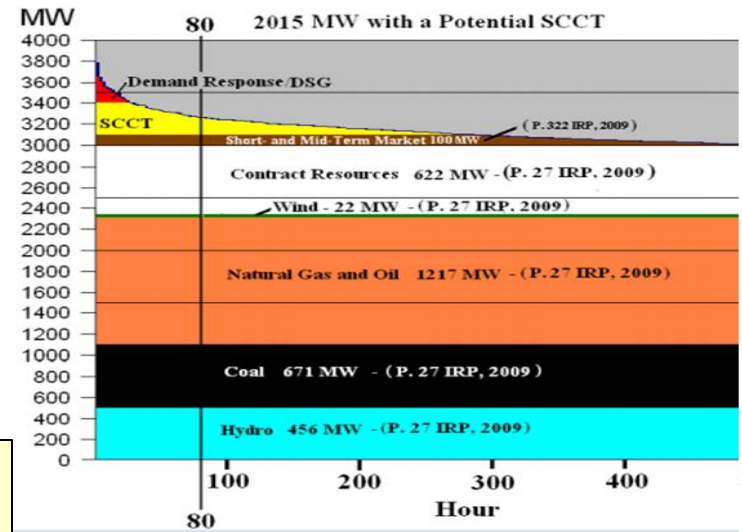 MW
80
2015 MW with a Potential SCCT
4000
3800
3600
3400
3200
3000
2800
2600
2400
2200
2000
1800
1600
1400
1200
1000
800
600
400
200
0
Demand Response/DSG
SCCT
(P.322 IRP, 2009)
Short- and Mid-Term Market 100 MW
Contract Resources 622 MW -(P. 27 IRP, 2009)
Wind - 22 MW -(P. 27 IRP, 2009)
Natural Gas and Oil 1217 MW - (P.27 IRP, 2009)
Coal 671 MW - (P. 27 IRP, 2009 )
Hydro 456 MW -(P. 27 IRP, 2009)
100
200
300
400
Hour
80